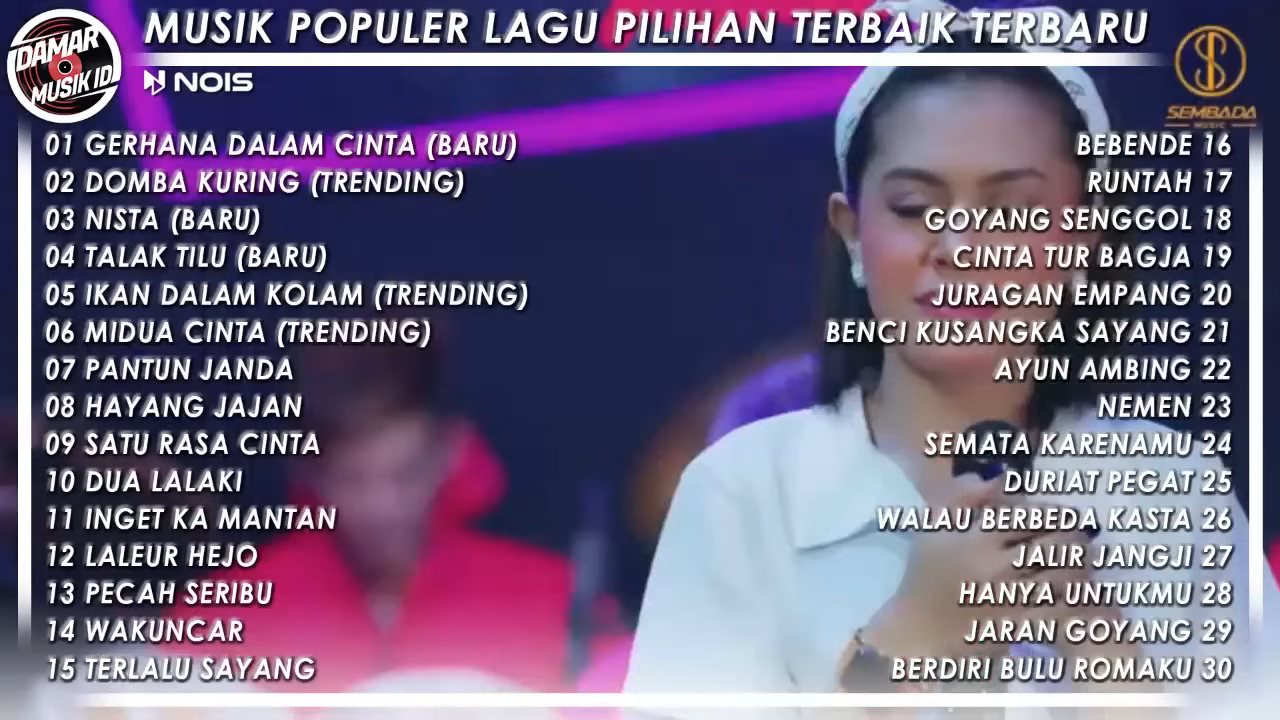 MUSIK POPULER LAGU PILIHAN TERBAIK TERBARU
DAMAR
MUSIK ID
NOIS
SEMBADA
MUSIC
01 GERHANA DALAM CINTA (BARU)
02 DOMBA KURING (TRENDING)
03 NISTA (BARU)
04 TALAK TILU (BARU)
05 IKAN DALAM KOLAM (TRENDING)
06 MIDUA CINTA (TRENDING)
07 PANTUN JANDA
08 HAYANG JAJAN
09 SATU RASA CINTA
10 DUA LALAKI
11 INGET KA MANTAN
12 LALEUR HEJO
13 PECAH SERIBU
14 WAKUNCAR
15 TERLALU SAYANG
BEBENDE 16
RUNTAH 17
GOYANG SENGGOL 18
CINTA TUR BAGJA 19
JURAGAN EMPANG 20
BENCI KUSANGKA SAYANG 21
AYUN AMBING 22
NEMEN 23
SEMATA KARENAMU 24
DURIAT PEGAT 25
WALAU BERBEDA KASTA 26
JALIR JANGJI 27
HANYA UNTUKMU 28
JARAN GOYANG 29
BERDIRI BULU ROMAKU 30